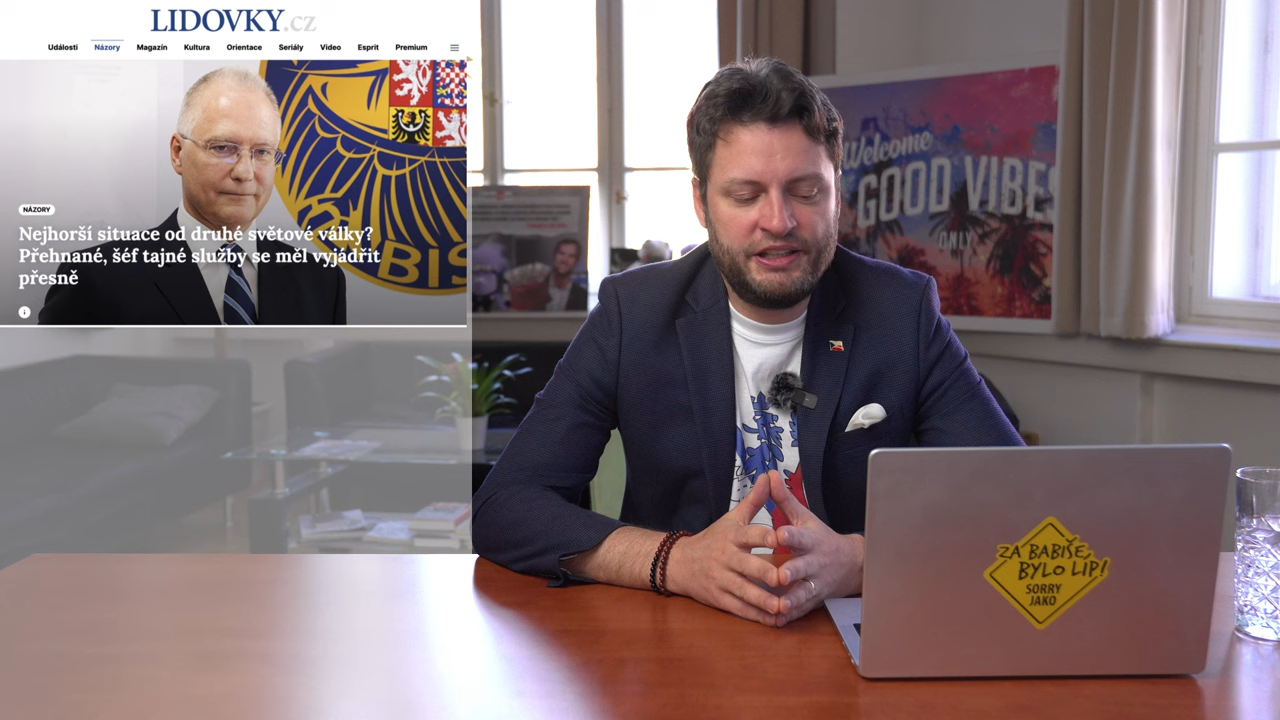 LIDOVKY.cz
Události Názory Magazín Kultura Orientace Seriály Video Esprit Premium
BIS
NÁZORY
Nejhorší situace od druhé světové války?
Přehnané, šéf tajné služby se měl vyjádřit
přesně
Welcome
GOOD VIBES
ONLY
ZA BABIŠE,
BYLO LIP!
SORRY
JAKO